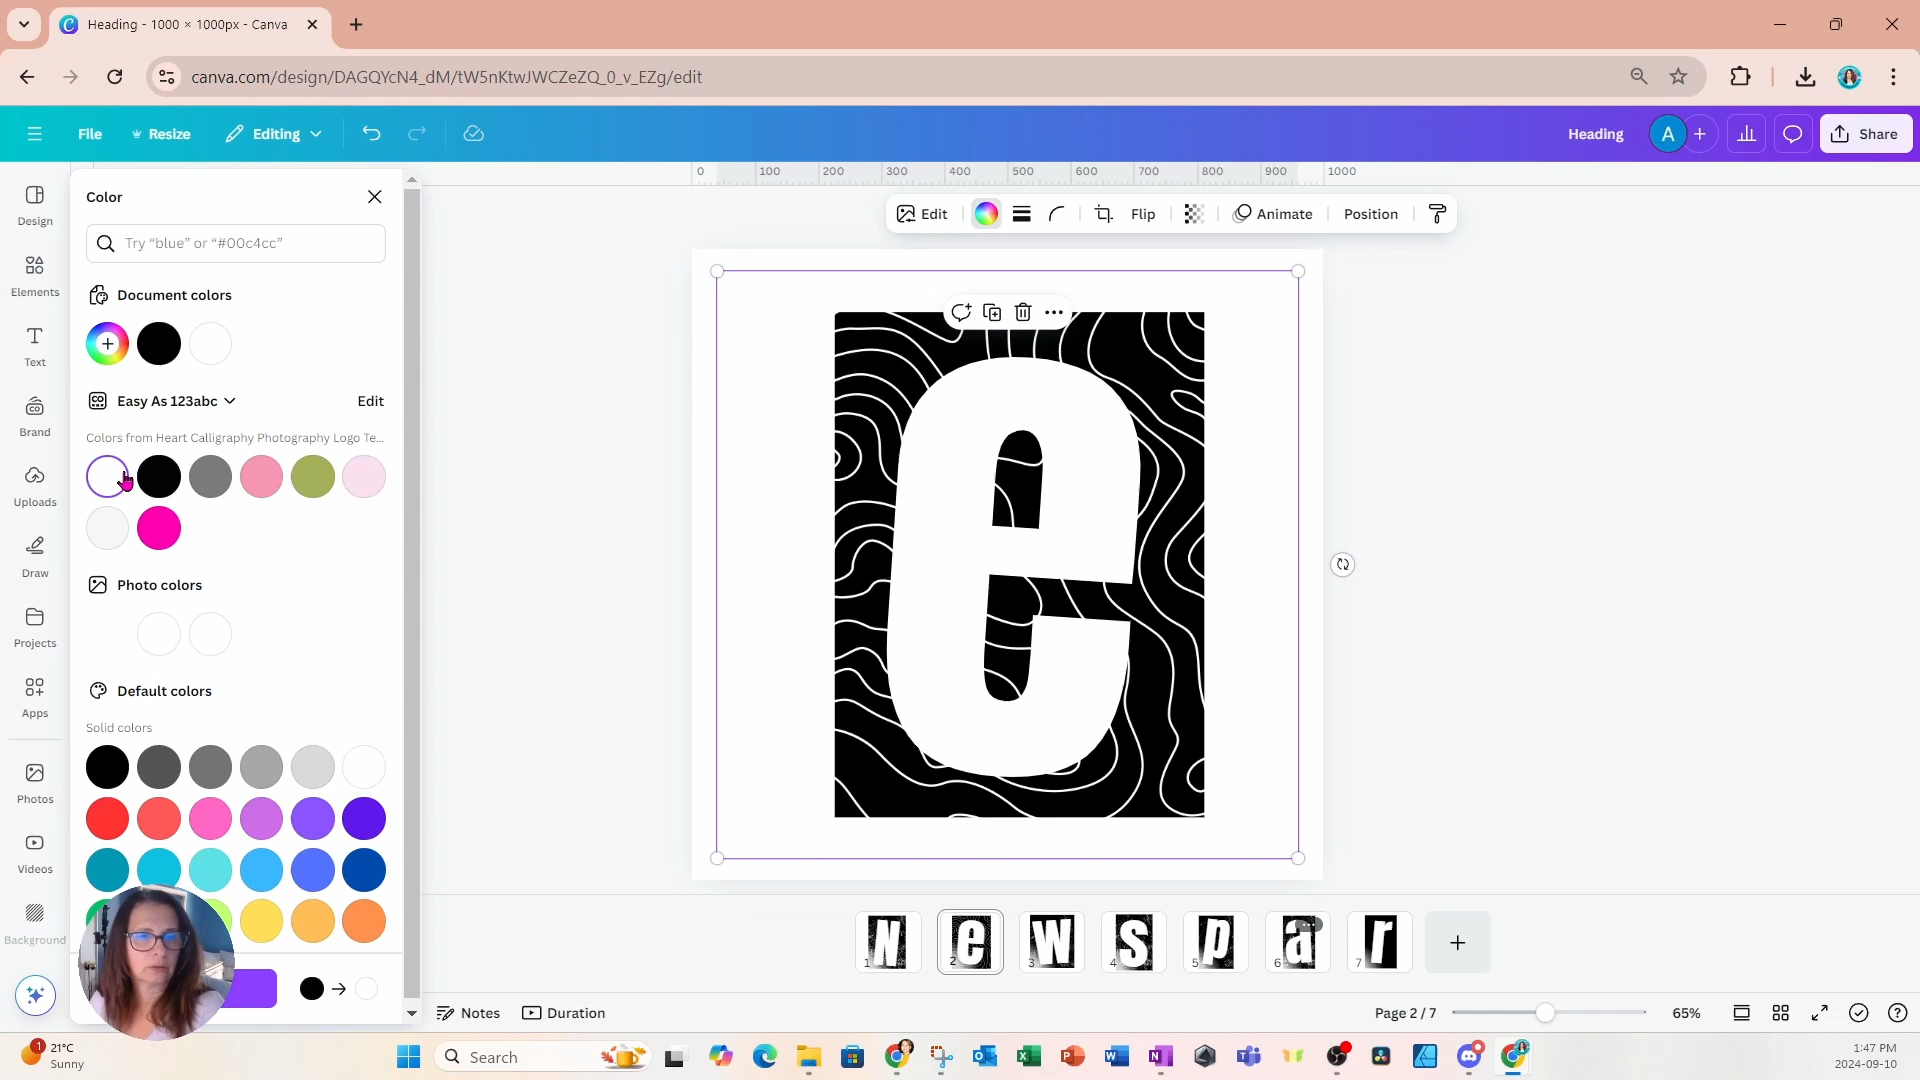 Heading - 1000 × 1000px - Canva
canva.com/design/DAGQYcN4_dM/tW5nKtwJWCZeZQ_0_v_EZg/edit
File
Resize
Editing
Heading
A
Share
Design
Elements
Text
Brand
Uploads
Draw
Projects
Apps
Photos
Videos
Background
Color
Try “blue” or “#00c4cc”
Document colors
Easy As 123abc
Edit
Colors from Heart Calligraphy Photography Logo Te...
Photo colors
Default colors
Solid colors
0 100 200 300 400 500 600 700 800 900 1000
Edit
Flip
Animate
Position
e
N e w s p a r
1 2 3 4 5 6 7
Notes
Duration
Page 2 / 7
65%
1
21°C
Sunny
Search
1:47 PM
2024-09-10